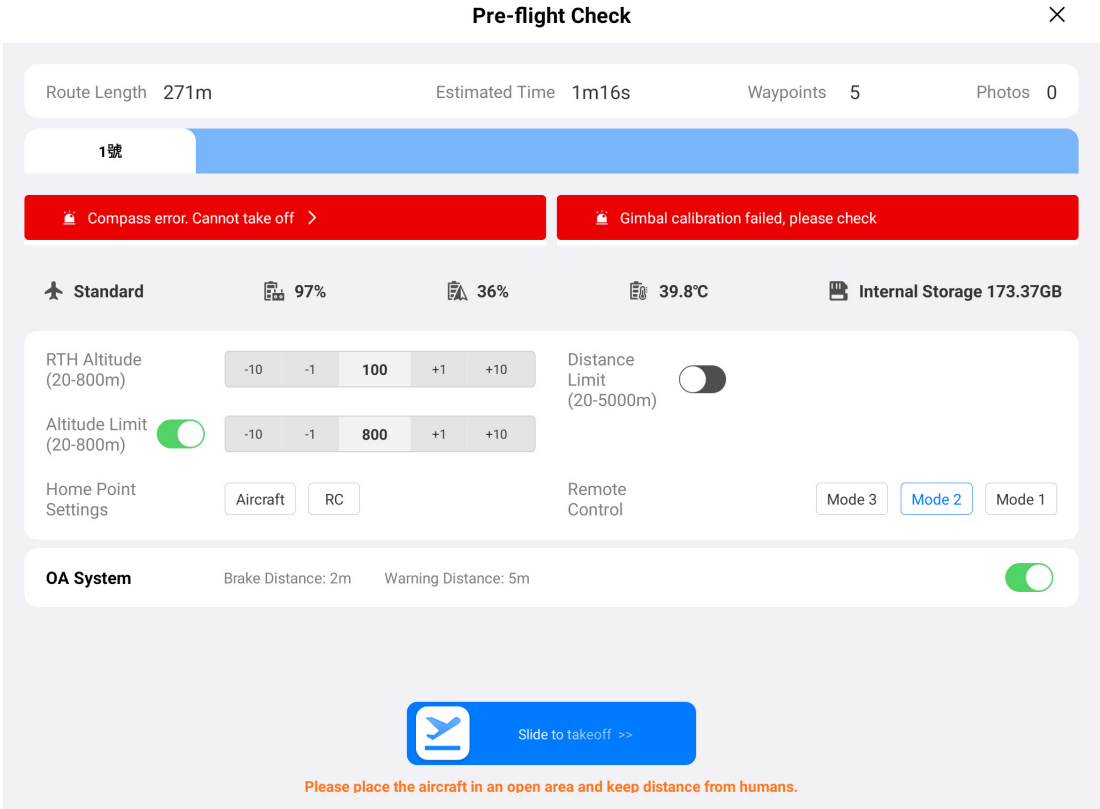 Pre-flight Check
Route Length 271m Estimated Time 1m16s Waypoints 5 Photos 0
1號
Compass error. Cannot take off Gimbal calibration failed, please check
Standard 97% 36% 39.8℃ Internal Storage 173.37GB
RTH Altitude
(20-800m)
-10 -1 100 +1 +10
Distance
Limit
(20-5000m)
Altitude Limit
(20-800m)
-10 -1 800 +1 +10
Home Point
Settings
Aircraft RC
Remote
Control
Mode 3 Mode 2 Mode 1
OA System Brake Distance: 2m Warning Distance: 5m
Slide to takeoff >>
Please place the aircraft in an open area and keep distance from humans.